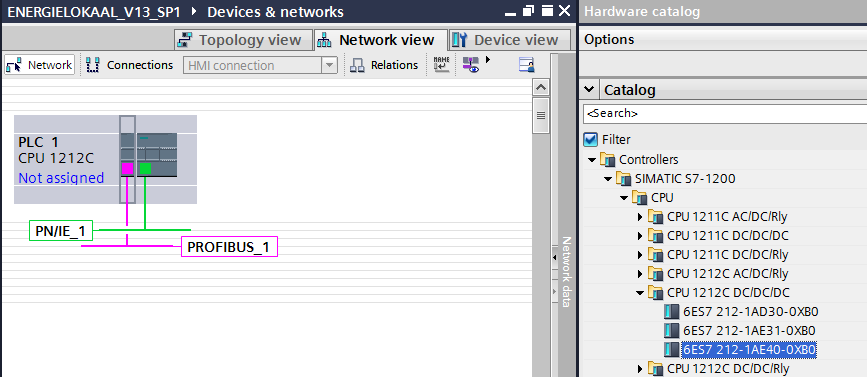 ENERGIELOKAAL_V13_SP1 ▸ Devices & networks
Topology view
Network view
Device view
Network
Connections
HMI connection
Relations
NAME
PLC_1
CPU 1212C
Not assigned
PN/IE_1
PROFIBUS_1
Network data
Hardware catalog
Options
Catalog
<Search>
Filter
Controllers
SIMATIC S7-1200
CPU
CPU 1211C AC/DC/Rly
CPU 1211C DC/DC/DC
CPU 1211C DC/DC/Rly
CPU 1212C AC/DC/Rly
CPU 1212C DC/DC/DC
6ES7 212-1AD30-0XB0
6ES7 212-1AE31-0XB0
6ES7 212-1AE40-0XB0
CPU 1212C DC/DC/Rly